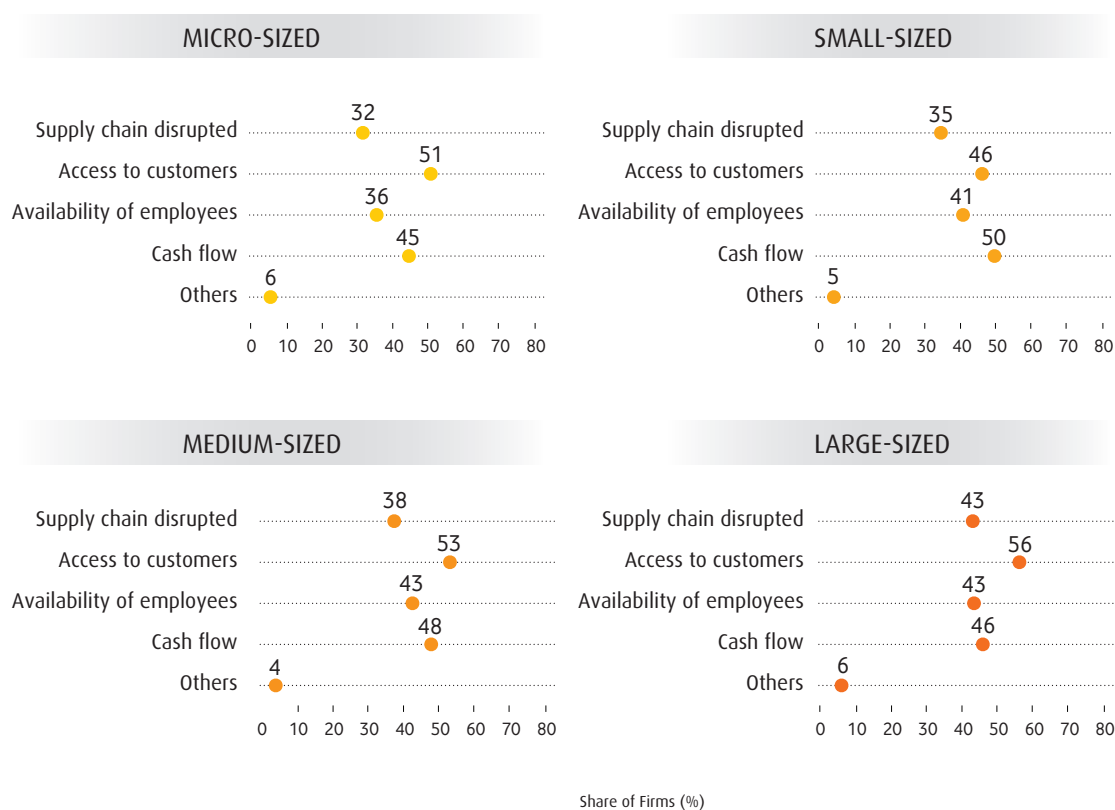 MICRO-SIZED
32
Supply chain disrupted
51
Access to customers
36
Availability of employees
45
Cash flow
6
Others
0 10 20 30 40 50 60 70 80
SMALL-SIZED
35
Supply chain disrupted
46
Access to customers
41
Availability of employees
50
Cash flow
5
Others
0 10 20 30 40 50 60 70 80
MEDIUM-SIZED
38
Supply chain disrupted
53
Access to customers
43
Availability of employees
48
Cash flow
4
Others
0 10 20 30 40 50 60 70 80
LARGE-SIZED
43
Supply chain disrupted
56
Access to customers
43
Availability of employees
46
Cash flow
6
Others
0 10 20 30 40 50 60 70 80
Share of Firms (%)